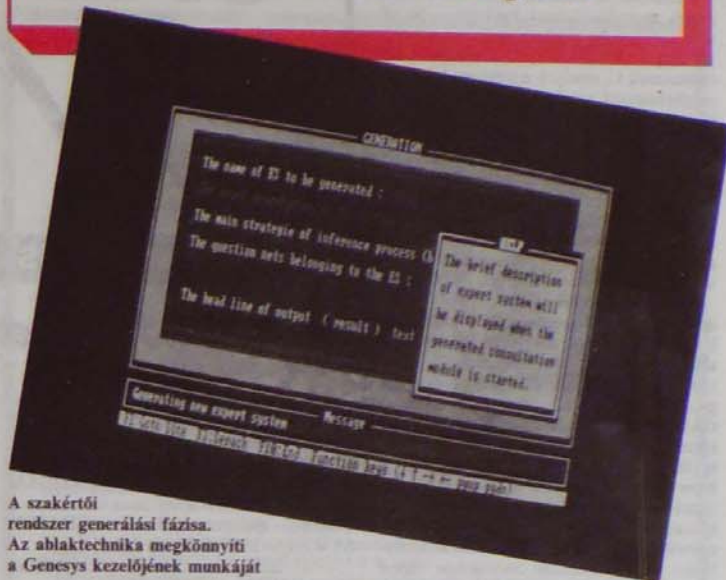 GENERATION
The name of ES to be generated :
The main strategie of inference process (b
The question nets belonging to the ES :
The head line of output ( result ) text
The brief description
of expert system will
be displayed when the
generated consultation
module is started.
Message
Generating new expert system
Function keys
A szakértői
rendszer generálási fázisa.
Az ablaktechnika megkönnyíti
a Genesys kezelőjének munkáját